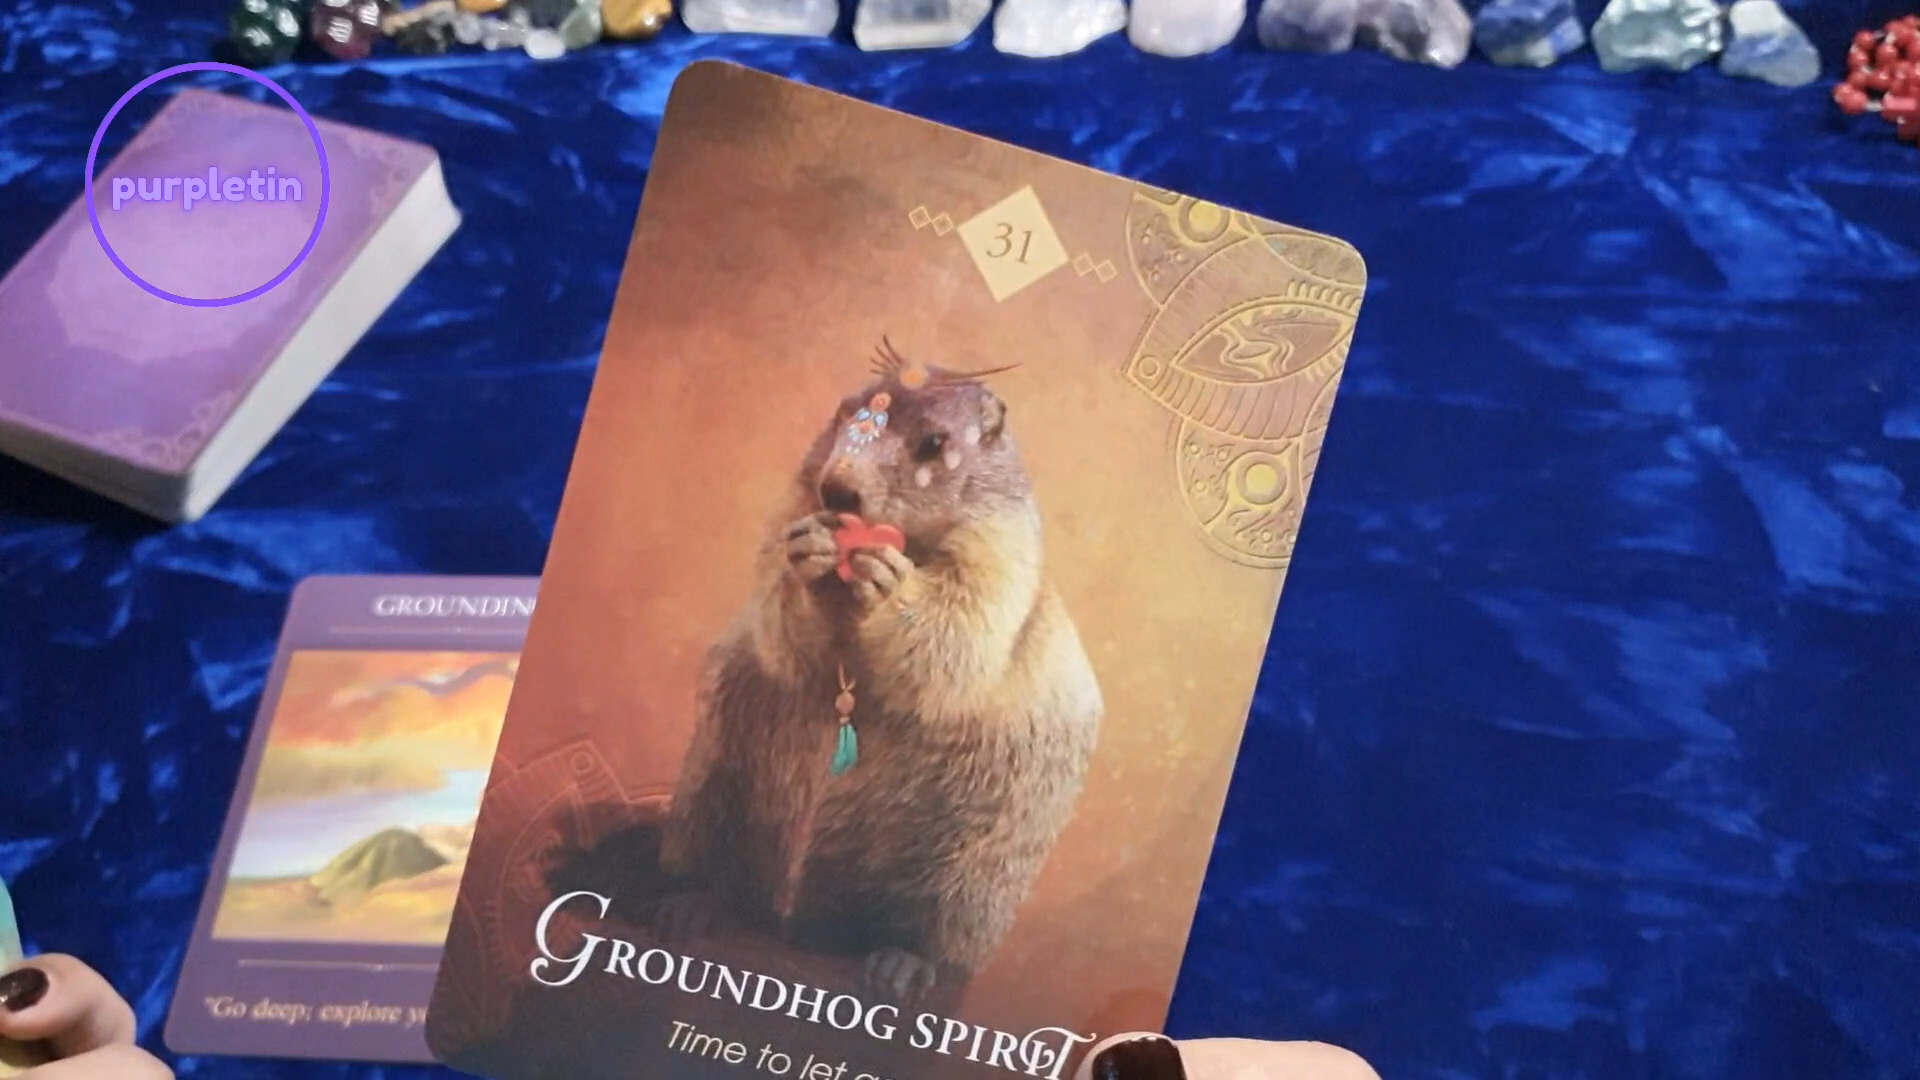 purpletin
31
GROUNDHOG SPIRIT
Time to let
GROUNDIN
"Go deep; explore